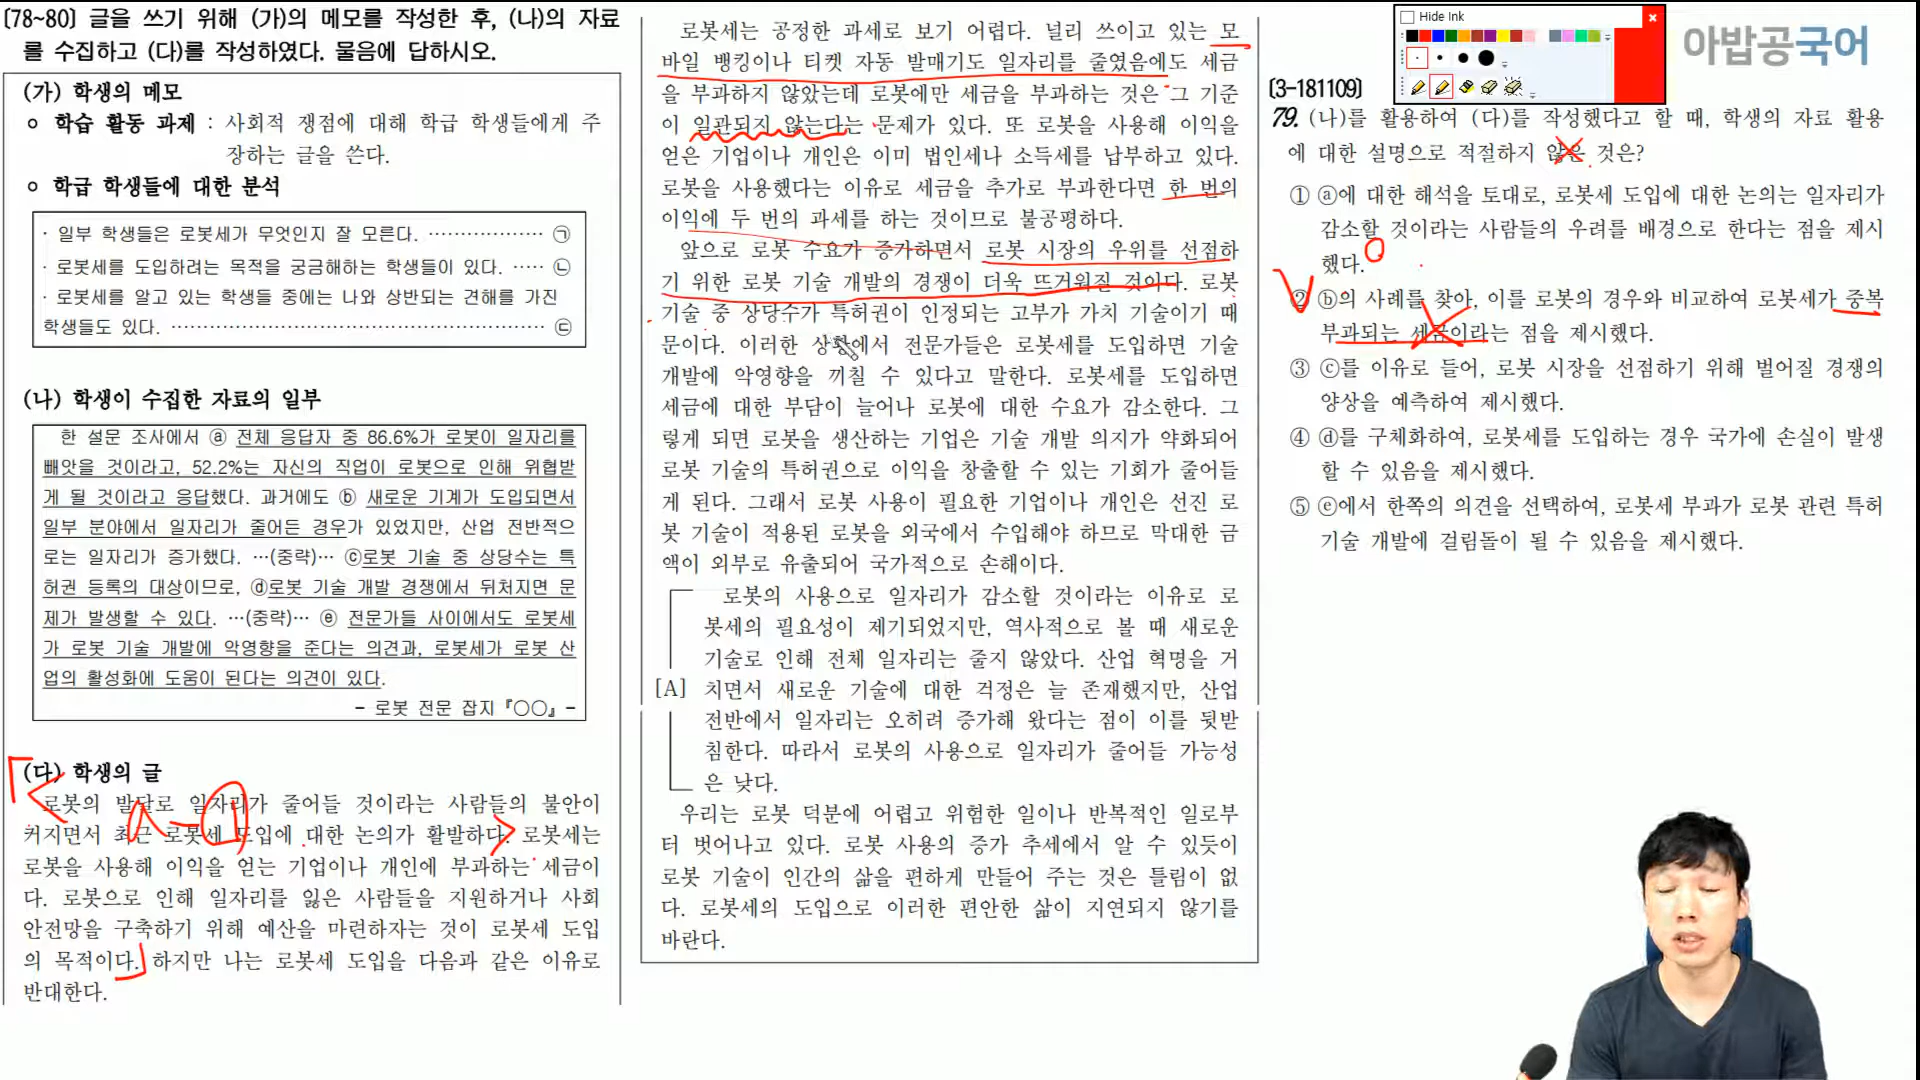 [78~80] 글을 쓰기 위해 (가)의 메모를 작성한 후, (나)의 자료
를 수집하고 (다)를 작성하였다. 물음에 답하시오.
(가) 학생의 메모
○ 학습 활동 과제 : 사회적 쟁점에 대해 학급 학생들에게 주
장하는 글을 쓴다.
○ 학급 학생들에 대한 분석
· 일부 학생들은 로봇세가 무엇인지 잘 모른다. ……………… ㉠
· 로봇세를 도입하려는 목적을 궁금해하는 학생들이 있다. …‥ ㉡
· 로봇세를 알고 있는 학생들 중에는 나와 상반되는 견해를 가진
학생들도 있다. …………………………………………………… ㉢
(나) 학생이 수집한 자료의 일부
한 설문 조사에서 ⓐ 전체 응답자 중 86.6%가 로봇이 일자리를
빼앗을 것이라고, 52.2%는 자신의 직업이 로봇으로 인해 위협받
게 될 것이라고 응답했다. 과거에도 ⓑ 새로운 기계가 도입되면서
일부 분야에서 일자리가 줄어든 경우가 있었지만, 산업 전반적으
로는 일자리가 증가했다. …(중략)… ⓒ로봇 기술 중 상당수는 특
허권 등록의 대상이므로, ⓓ로봇 기술 개발 경쟁에서 뒤처지면 문
제가 발생할 수 있다. …(중략)… ⓔ 전문가들 사이에서도 로봇세
가 로봇 기술 개발에 악영향을 준다는 의견과, 로봇세가 로봇 산
업의 활성화에 도움이 된다는 의견이 있다.
- 로봇 전문 잡지『○○』-
(다) 학생의 글
로봇의 발달로 일자리가 줄어들 것이라는 사람들의 불안이
커지면서 최근 로봇세 도입에 대한 논의가 활발하다. 로봇세는
로봇을 사용해 이익을 얻는 기업이나 개인에 부과하는 세금이
다. 로봇으로 인해 일자리를 잃은 사람들을 지원하거나 사회
안전망을 구축하기 위해 예산을 마련하자는 것이 로봇세 도입
의 목적이다. 하지만 나는 로봇세 도입을 다음과 같은 이유로
반대한다.
a-①
로봇세는 공정한 과세로 보기 어렵다. 널리 쓰이고 있는 모
바일 뱅킹이나 티켓 자동 발매기도 일자리를 줄였음에도 세금
을 부과하지 않았는데 로봇에만 세금을 부과하는 것은 그 기준
이 일관되지 않는다는 문제가 있다. 또 로봇을 사용해 이익을
얻은 기업이나 개인은 이미 법인세나 소득세를 납부하고 있다.
로봇을 사용했다는 이유로 세금을 추가로 부과한다면 한 번의
이익에 두 번의 과세를 하는 것이므로 불공평하다.
앞으로 로봇 수요가 증가하면서 로봇 시장의 우위를 선점하
기 위한 로봇 기술 개발의 경쟁이 더욱 뜨거워질 것이다. 로봇
기술 중 상당수가 특허권이 인정되는 고부가 가치 기술이기 때
문이다. 이러한 상황에서 전문가들은 로봇세를 도입하면 기술
개발에 악영향을 끼칠 수 있다고 말한다. 로봇세를 도입하면
세금에 대한 부담이 늘어나 로봇에 대한 수요가 감소한다. 그
렇게 되면 로봇을 생산하는 기업은 기술 개발 의지가 약화되어
로봇 기술의 특허권으로 이익을 창출할 수 있는 기회가 줄어들
게 된다. 그래서 로봇 사용이 필요한 기업이나 개인은 선진 로
봇 기술이 적용된 로봇을 외국에서 수입해야 하므로 막대한 금
액이 외부로 유출되어 국가적으로 손해이다.
로봇의 사용으로 일자리가 감소할 것이라는 이유로 로
봇세의 필요성이 제기되었지만, 역사적으로 볼 때 새로운
기술로 인해 전체 일자리는 줄지 않았다. 산업 혁명을 거
[A] 치면서 새로운 기술에 대한 걱정은 늘 존재했지만, 산업
전반에서 일자리는 오히려 증가해 왔다는 점이 이를 뒷받
침한다. 따라서 로봇의 사용으로 일자리가 줄어들 가능성
은 낮다.
우리는 로봇 덕분에 어렵고 위험한 일이나 반복적인 일로부
터 벗어나고 있다. 로봇 사용의 증가 추세에서 알 수 있듯이
로봇 기술이 인간의 삶을 편하게 만들어 주는 것은 틀림이 없
다. 로봇세의 도입으로 이러한 편안한 삶이 지연되지 않기를
바란다.
Hide Ink
아밥공국어
[3-181109]
79. (나)를 활용하여 (다)를 작성했다고 할 때, 학생의 자료 활용
에 대한 설명으로 적절하지 않은 것은?
① ⓐ에 대한 해석을 토대로, 로봇세 도입에 대한 논의는 일자리가
감소할 것이라는 사람들의 우려를 배경으로 한다는 점을 제시
했다.
② ⓑ의 사례를 찾아, 이를 로봇의 경우와 비교하여 로봇세가 중복
부과되는 세금이라는 점을 제시했다.
③ ⓒ를 이유로 들어, 로봇 시장을 선점하기 위해 벌어질 경쟁의
양상을 예측하여 제시했다.
④ ⓓ를 구체화하여, 로봇세를 도입하는 경우 국가에 손실이 발생
할 수 있음을 제시했다.
⑤ ⓔ에서 한쪽의 의견을 선택하여, 로봇세 부과가 로봇 관련 특허
기술 개발에 걸림돌이 될 수 있음을 제시했다.